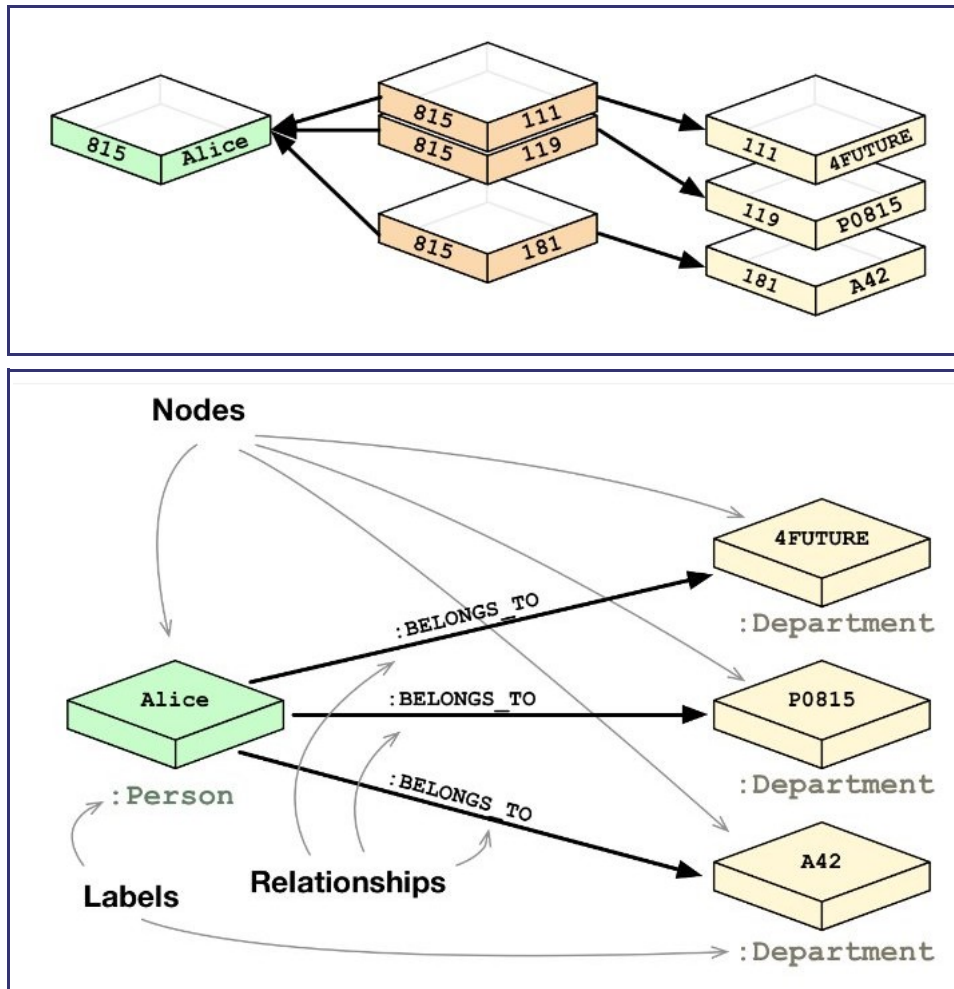 815 Alice
815 111
815 119
815 181
111 4FUTURE
119 P0815
181 A42
Nodes
4FUTURE
:Department
:BELONGS_TO
Alice
:Person
:BELONGS_TO
P0815
:Department
:BELONGS_TO
A42
:Department
Labels
Relationships